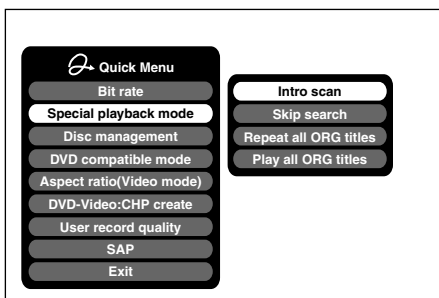 Quick Menu
Bit rate
Special playback mode
Disc management
DVD compatible mode
Aspect ratio(Video mode)
DVD-Video:CHP create
User record quality
SAP
Exit
Intro scan
Skip search
Repeat all ORG titles
Play all ORG titles